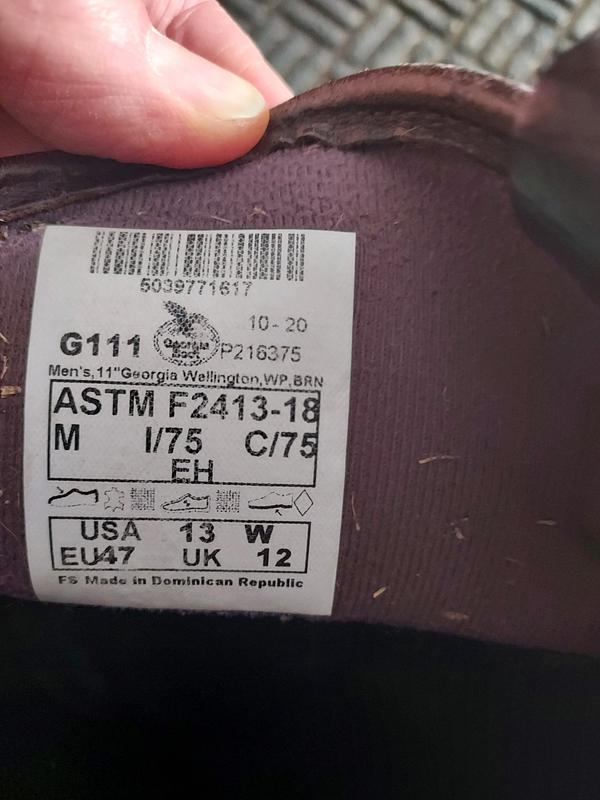 5039771617
10-20
G111 Georgia Boot P216375
Men's,11"Georgia Wellington,WP,BRN
ASTM F2413-18
M I/75 C/75
EH
USA 13 W
EU47 UK 12
FS Made in Dominican Republic